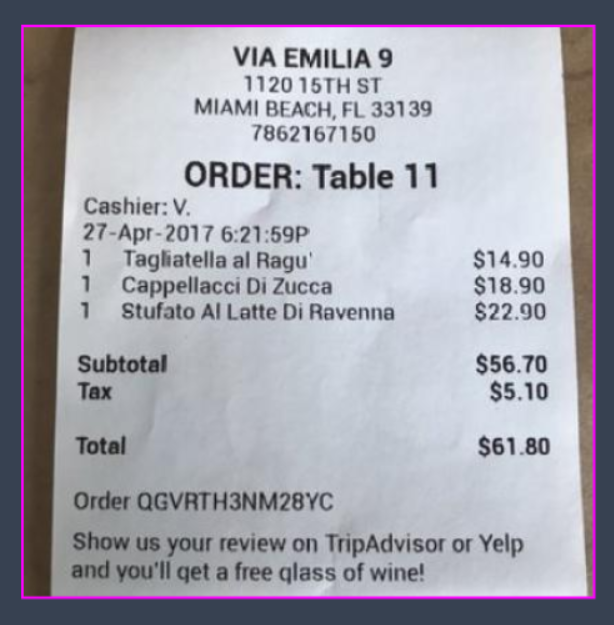 VIA EMILIA 9
1120 15TH ST
MIAMI BEACH, FL 33139
7862167150
ORDER: Table 11
Cashier: V.
27-Apr-2017 6:21:59P
1 Tagliatella al Ragu' $14.90
1 Cappellacci Di Zucca $18.90
1 Stufato Al Latte Di Ravenna $22.90
Subtotal $56.70
Tax $5.10
Total $61.80
Order QGVRTH3NM28YC
Show us your review on TripAdvisor or Yelp
and you'll get a free glass of wine!